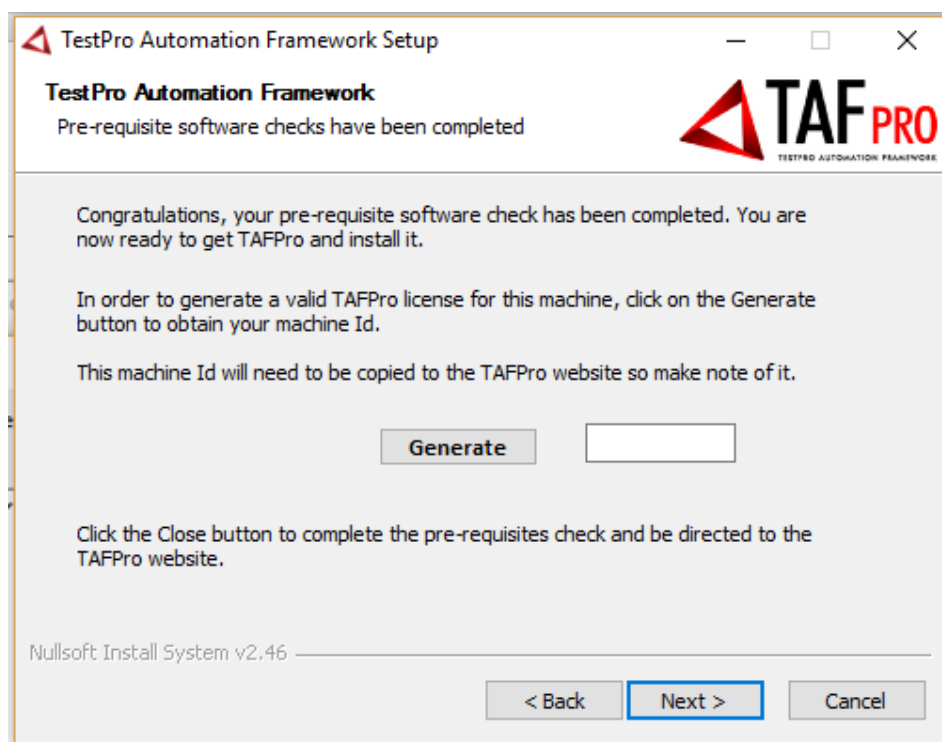 TestPro Automation Framework Setup
TestPro Automation Framework
Pre-requisite software checks have been completed
TAF PRO
TESTPRO AUTOMATION FRAMEWORK
Congratulations, your pre-requisite software check has been completed. You are
now ready to get TAFPro and install it.
In order to generate a valid TAFPro license for this machine, click on the Generate
button to obtain your machine Id.
This machine Id will need to be copied to the TAFPro website so make note of it.
Generate
Click the Close button to complete the pre-requisites check and be directed to the
TAFPro website.
Nullsoft Install System v2.46
< Back
Next >
Cancel